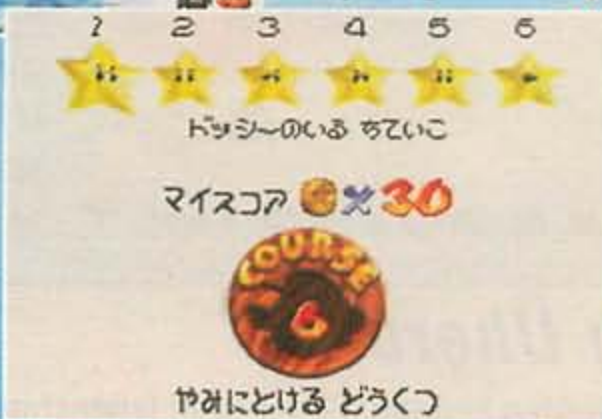 1 2 3 4 5 6
ドッシ〜のいる ちていこ
マイスコア ×30
COURSE
6
やみにとける どうくつ